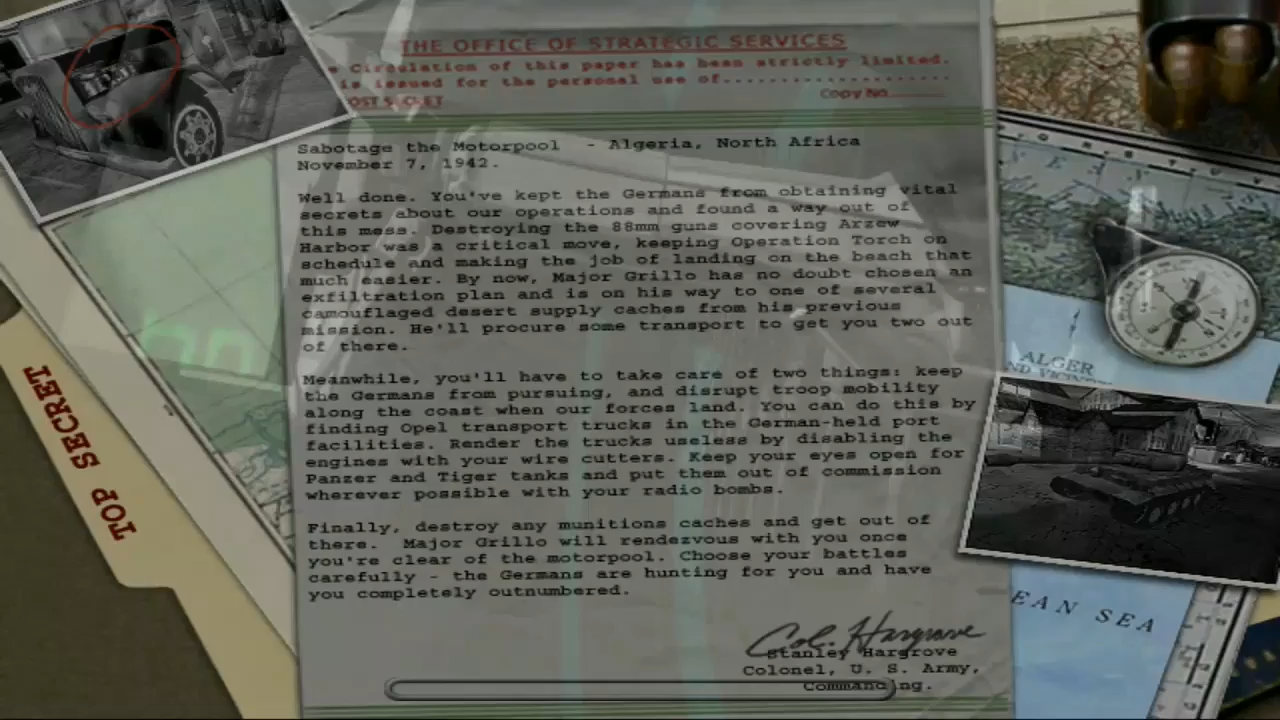 THE OFFICE OF STRATEGIC SERVICES
e Circulation of this paper has been strictly limited.
is issued for the personal use of......................
OST SECRET
Copy No
Sabotage the Motorpool - Algeria, North Africa
November 7, 1942.
Well done. You've kept the Germans from obtaining vital
secrets about our operations and found a way out of
this mess. Destroying the 88mm guns covering Arzew
Harbor was a critical move, keeping Operation Torch on
schedule and making the job of landing on the beach that
much easier. By now, Major Grillo has no doubt chosen an
exfiltration plan and is on his way to one of several
camouflaged desert supply caches from his previous
mission. He'll procure some transport to get you two out
of there.
Meanwhile, you'll have to take care of two things: keep
the Germans from pursuing, and disrupt troop mobility
along the coast when our forces land. You can do this by
finding Opel transport trucks in the German-held port
facilities. Render the trucks useless by disabling the
engines with your wire cutters. Keep your eyes open for
Panzer and Tiger tanks and put them out of commission
wherever possible with your radio bombs.
Finally, destroy any munitions caches and get out of
there. Major Grillo will rendezvous with you once
you're clear of the motorpool. Choose your battles
carefully - the Germans are hunting for you and have
you completely outnumbered.
Col. Hargrove
Stanley Hargrove
Colonel, U. S. Army,
Commanding.
TOP SECRET
ALGER
ND VICINITY
EAN SEA